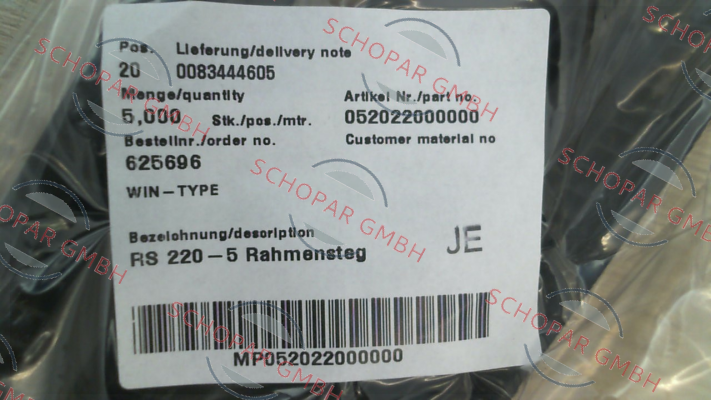 Pos. Lieferung/delivery note
20 0083444605
Menge/quantity Artikel Nr./part no.
5,000 Stk./pos./mtr. 052022000000
Bestellnr./order no. Customer material no
625696
WIN-TYPE
Bezeichnung/description
RS 220-5 Rahmensteg JE
MP052022000000
SCHOPAR GMBH
SCHOPAR GMBH
SCHOPAR GMBH
SCHOPAR GMBH
SCHOPAR GMBH